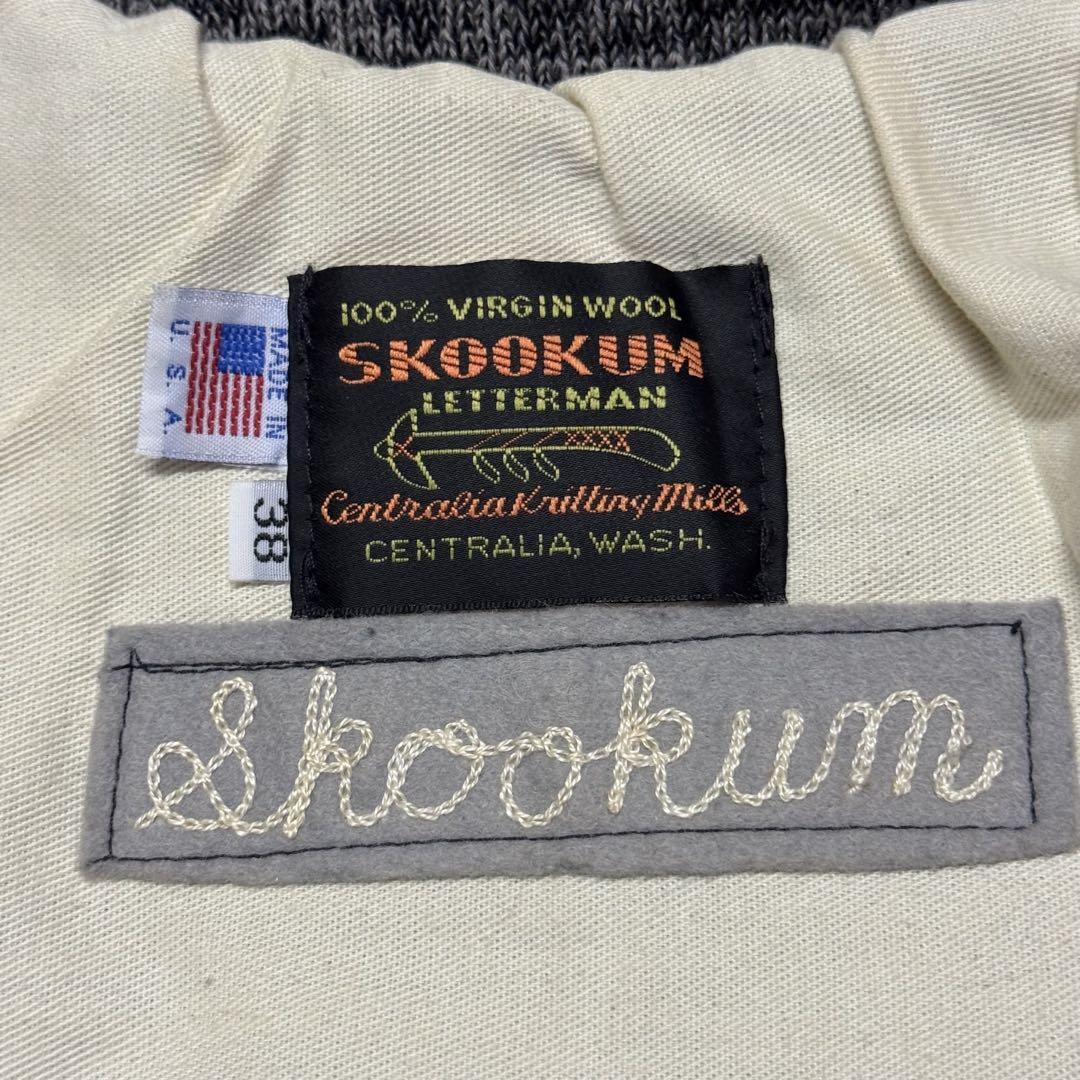 100% VIRGIN WOOL
SKOOKUM
LETTERMAN
Centralia Knitting Mills
CENTRALIA, WASH.
MADE IN
U.S.A.
38
Skookum